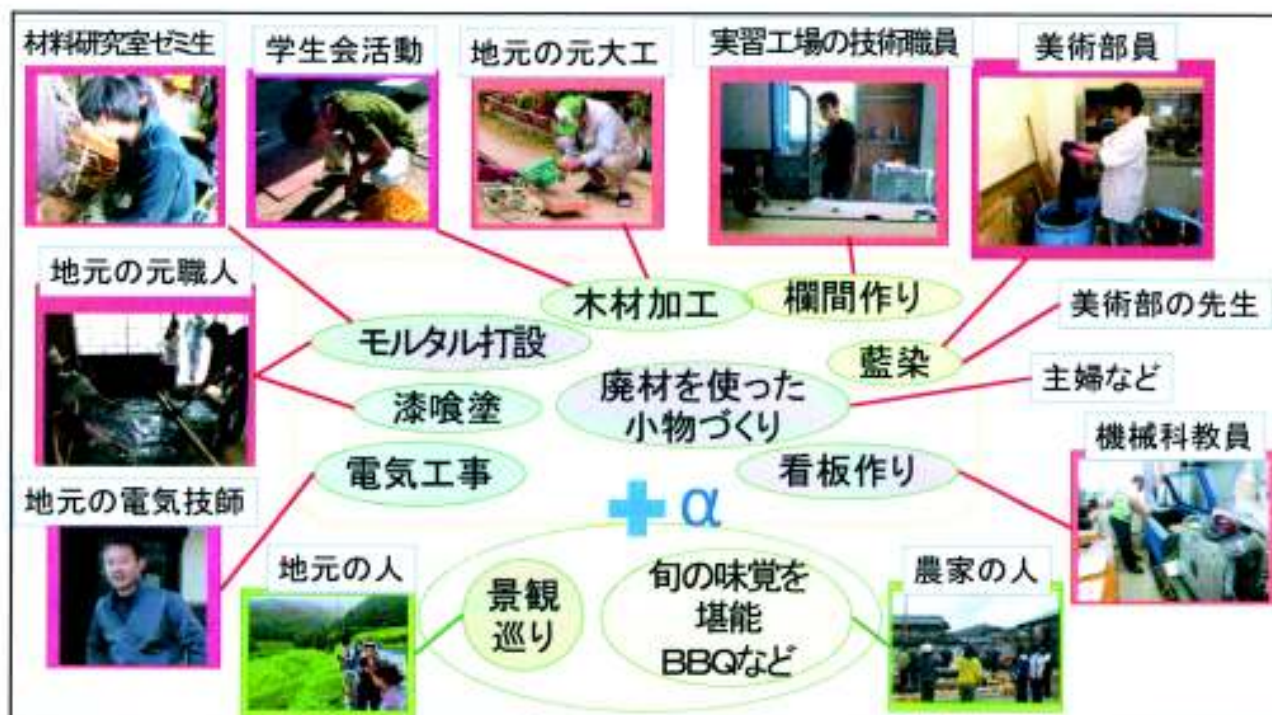 材料研究室ゼミ生
学生会活動
地元の元大工
実習工場の技術職員
美術部員
地元の元職人
木材加工
欄間作り
モルタル打設
藍染
美術部の先生
漆喰塗
廃材を使った
小物づくり
主婦など
電気工事
看板作り
機械科教員
地元の電気技師
+α
地元の人
景観
巡り
旬の味覚を
堪能
BBQなど
農家の人